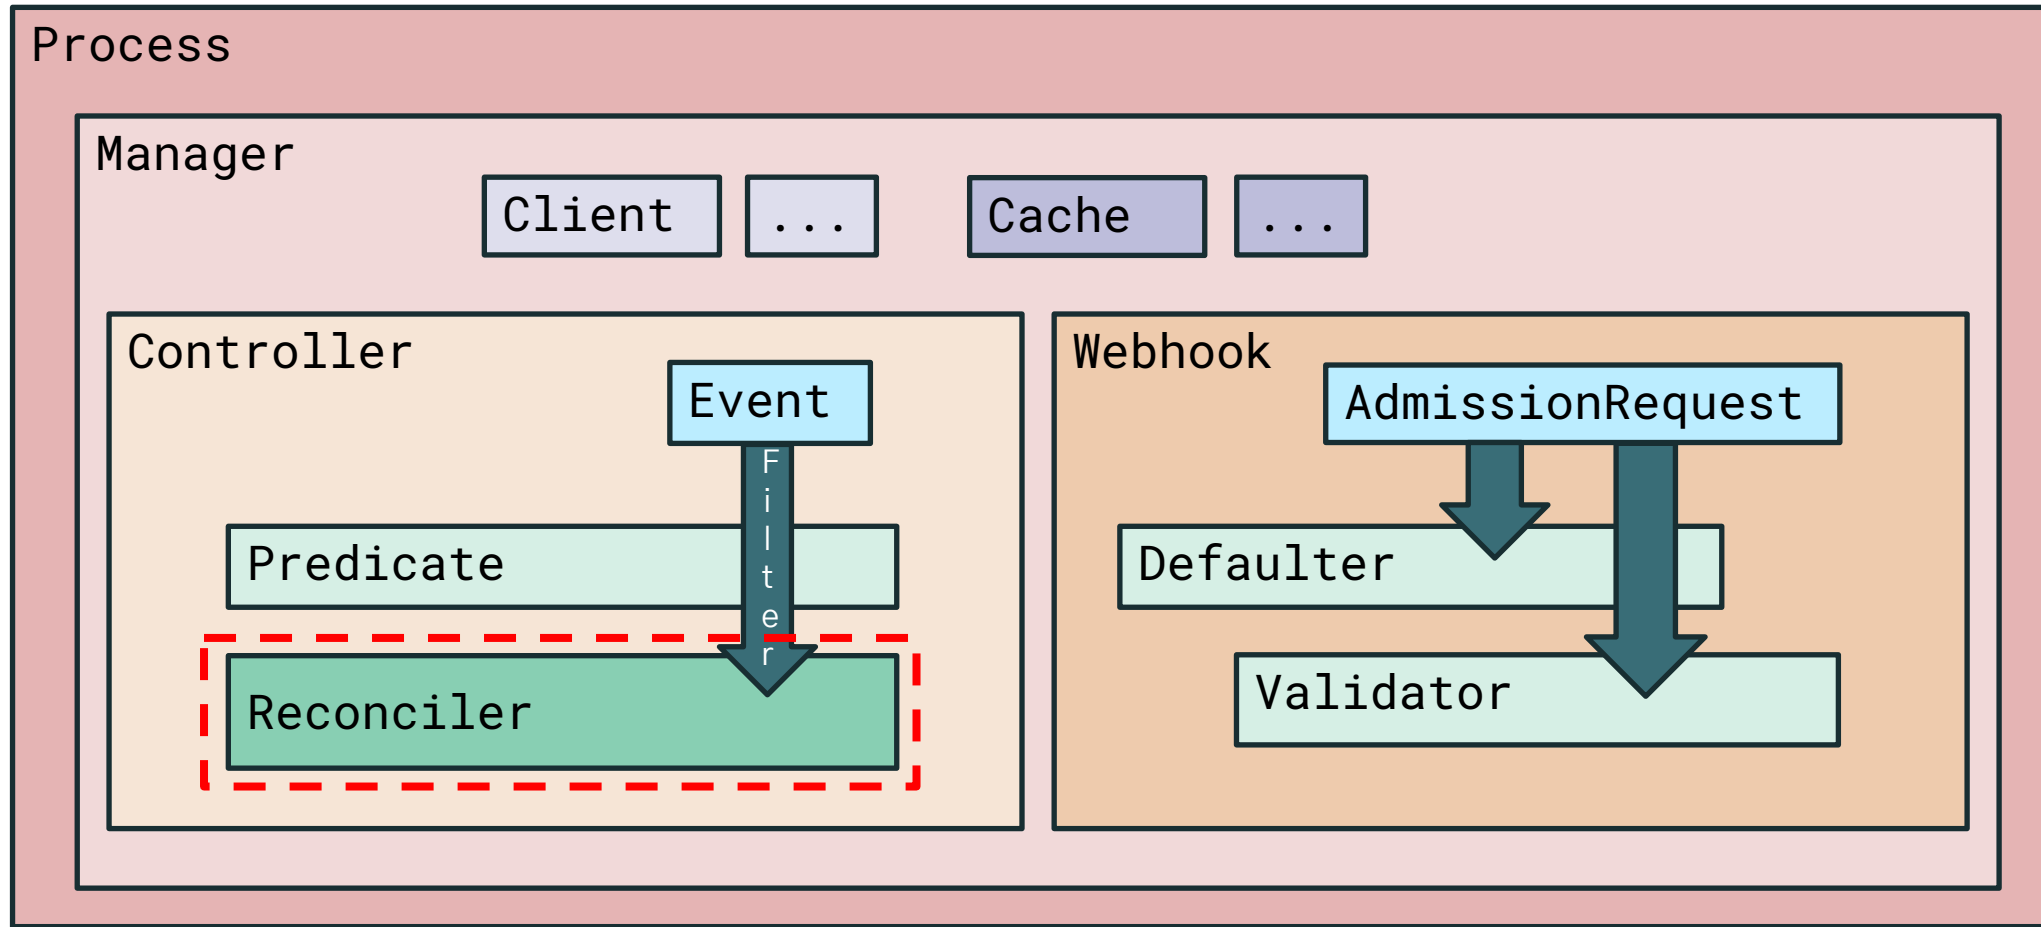 Process
Manager
Client
...
Cache
...
Controller
Event
Filter
Predicate
Reconciler
Webhook
AdmissionRequest
Defaulter
Validator